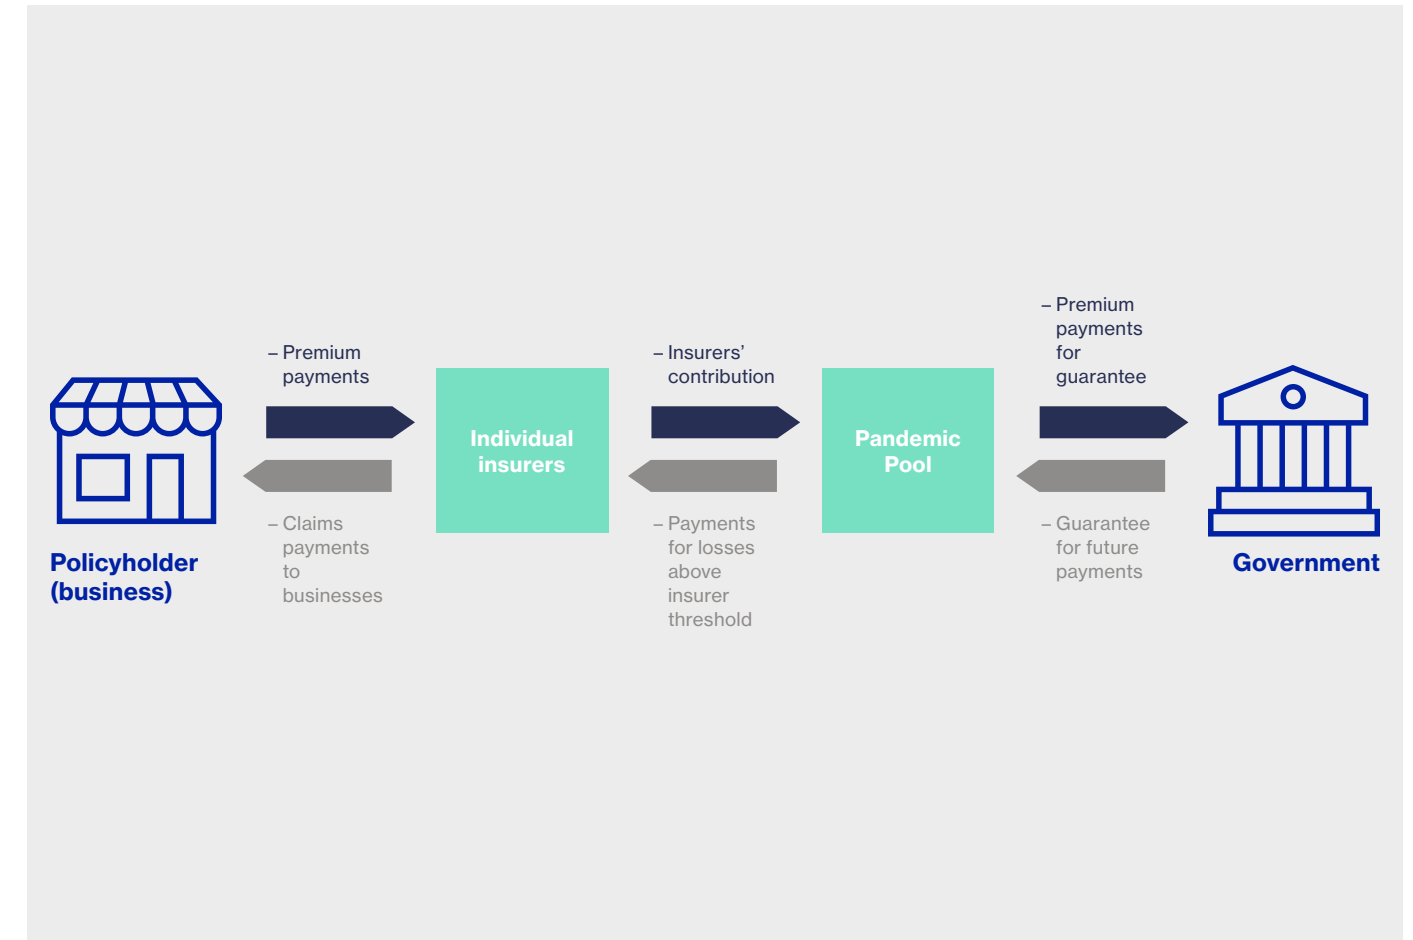 – Premium
payments
– Claims
payments
to
businesses
Policyholder
(business)
Individual
insurers
– Insurers’
contribution
– Payments
for losses
above
insurer
threshold
Pandemic
Pool
– Premium
payments
for
guarantee
– Guarantee
for future
payments
Government